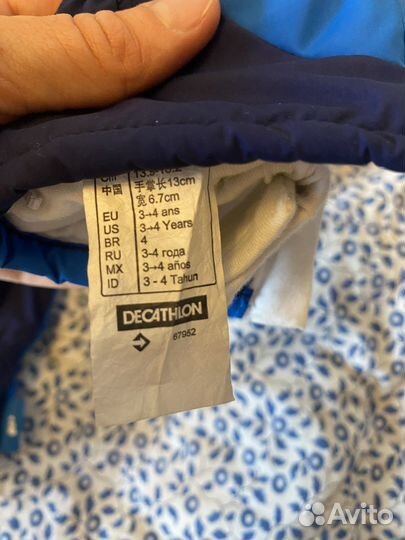 中国 手掌长13cm
宽6.7cm
EU 3→4 ans
US 3→4 Years
BR 4
RU 3-4 года
MX 3→4 años
ID 3 - 4 Tahun
DECATHLON
67952
Avito